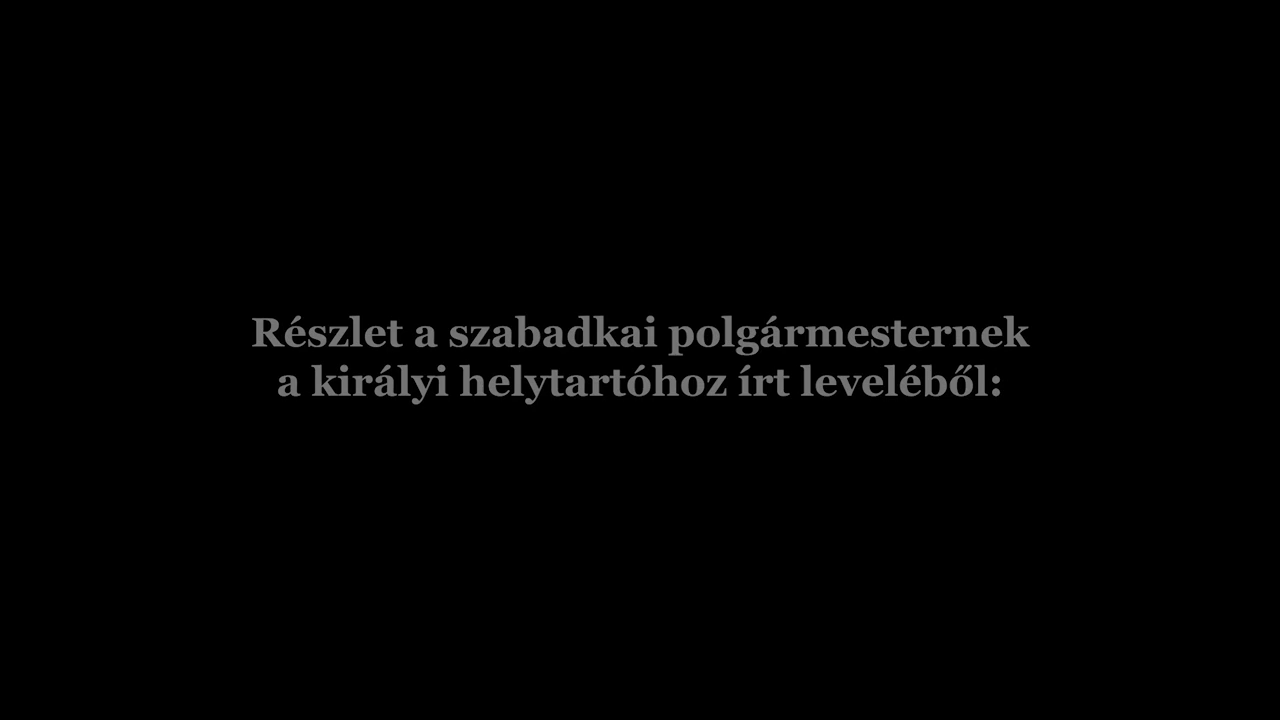 Részlet a szabadkai polgármesternek
a királyi helytartóhoz írt leveléből: